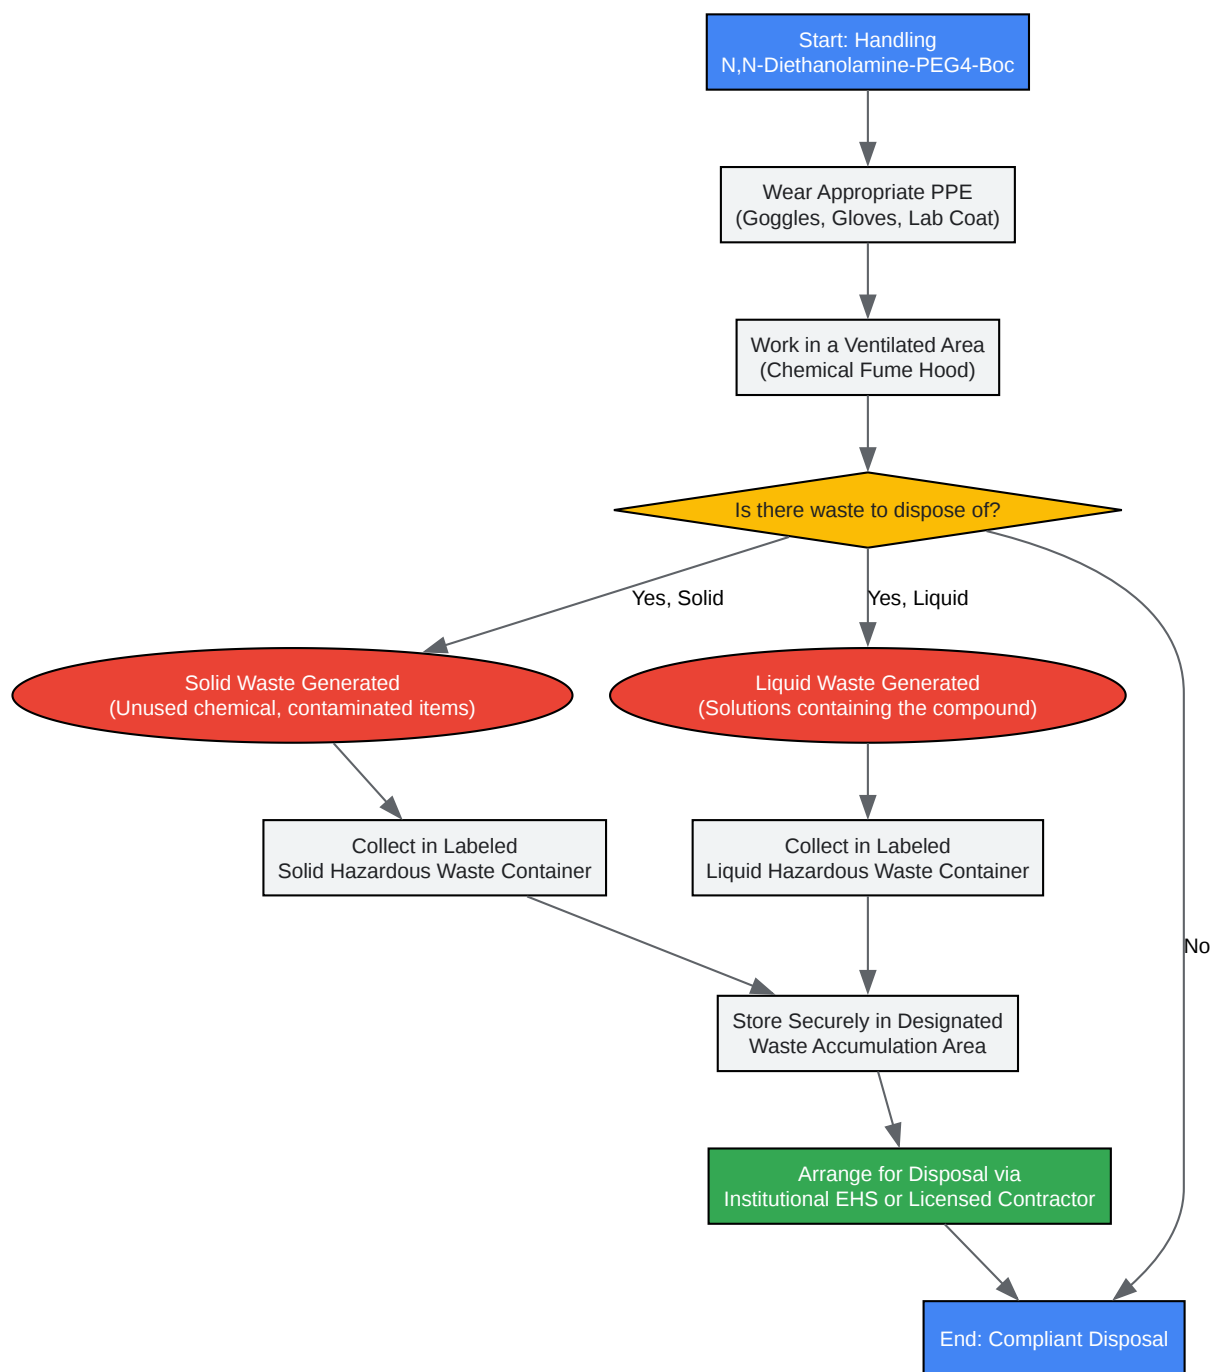 Start: Handling
N,N-Diethanolamine-PEG4-Boc
Wear Appropriate PPE
(Goggles, Gloves, Lab Coat)
Work in a Ventilated Area
(Chemical Fume Hood)
Is there waste to dispose of?
Yes, Solid
Yes, Liquid
Solid Waste Generated
(Unused chemical, contaminated items)
Liquid Waste Generated
(Solutions containing the compound)
Collect in Labeled
Solid Hazardous Waste Container
Collect in Labeled
Liquid Hazardous Waste Container
No
Store Securely in Designated
Waste Accumulation Area
Arrange for Disposal via
Institutional EHS or Licensed Contractor
End: Compliant Disposal